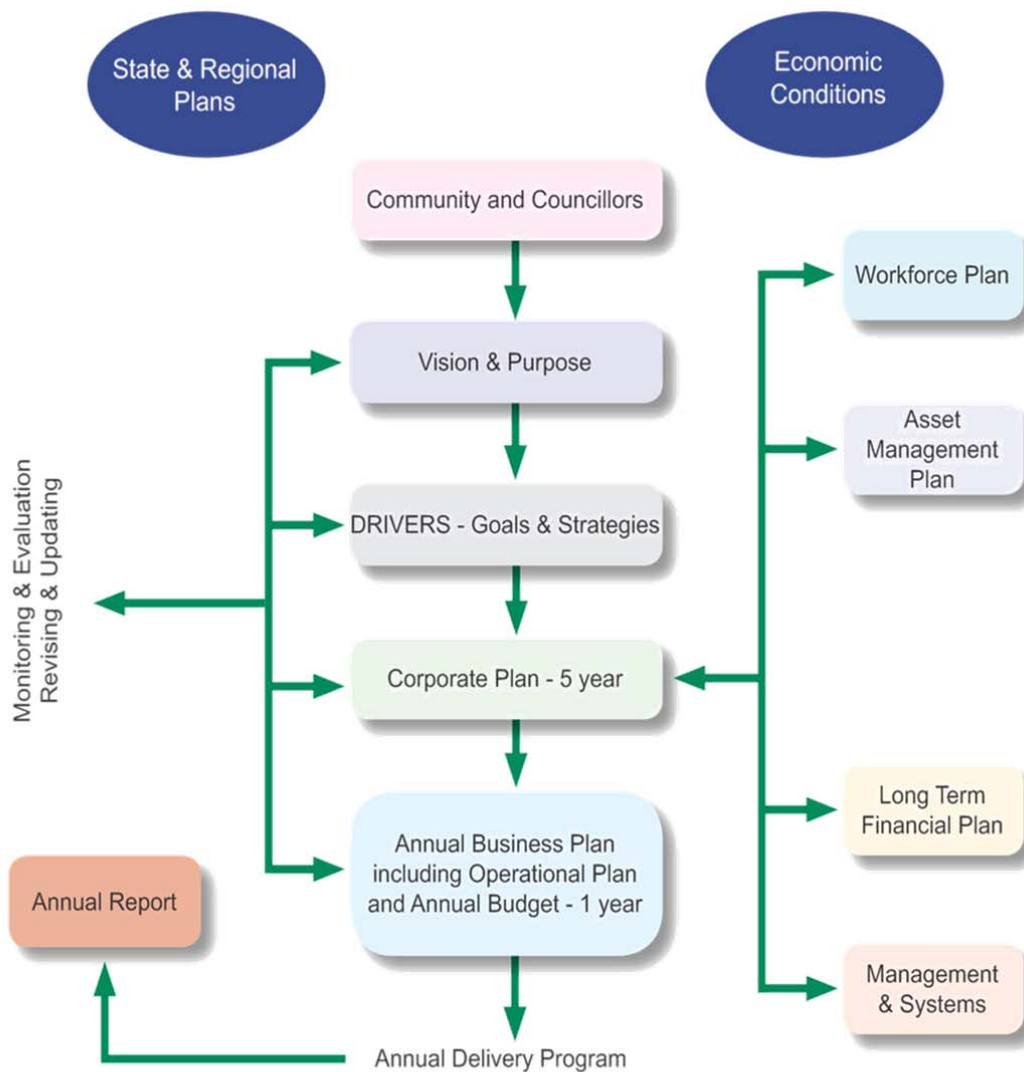 State & Regional
Plans
Economic
Conditions
Community and Councillors
Workforce Plan
Vision & Purpose
Asset
Management
Plan
DRIVERS - Goals & Strategies
Monitoring & Evaluation
Revising & Updating
Corporate Plan - 5 year
Long Term
Financial Plan
Annual Business Plan
including Operational Plan
and Annual Budget - 1 year
Annual Report
Management
& Systems
Annual Delivery Program